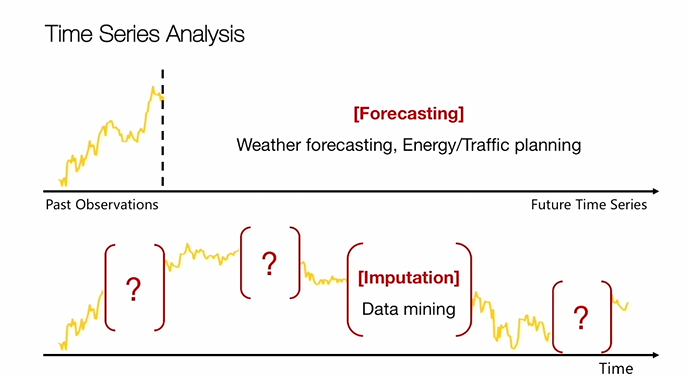 Time Series Analysis
[Forecasting]
Weather forecasting, Energy/Traffic planning
Past Observations
Future Time Series
?
?
[Imputation]
Data mining
?
Time